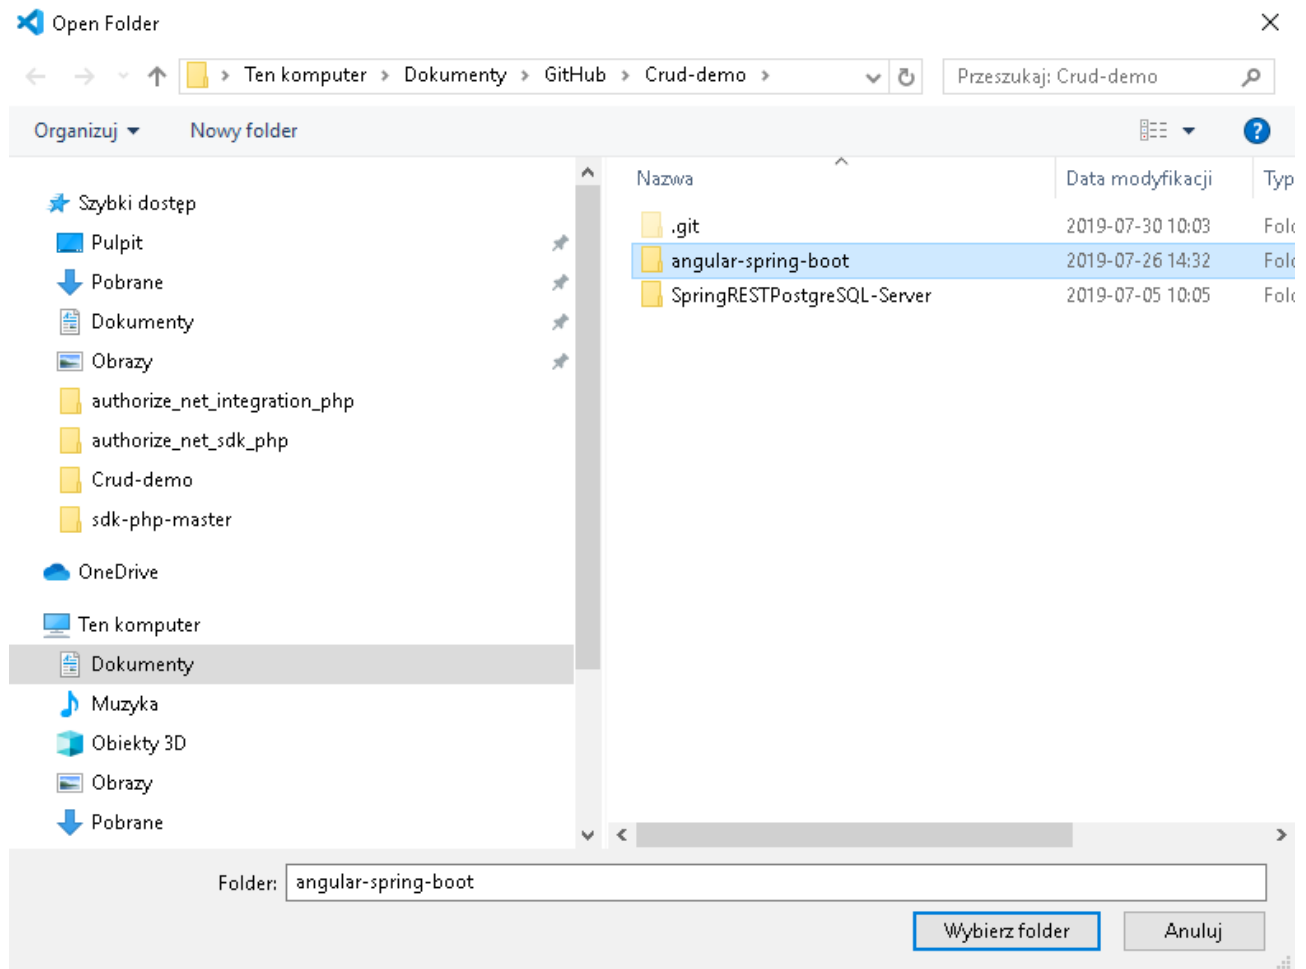 Open Folder
Ten komputer > Dokumenty > GitHub > Crud-demo >
Przeszukaj: Crud-demo
Organizuj
Nowy folder
Szybki dostęp
Pulpit
Pobrane
Dokumenty
Obrazy
authorize_net_integration_php
authorize_net_sdk_php
Crud-demo
sdk-php-master
OneDrive
Ten komputer
Dokumenty
Muzyka
Obiekty 3D
Obrazy
Pobrane
Nazwa Data modyfikacji Typ
.git 2019-07-30 10:03 Fold
angular-spring-boot 2019-07-26 14:32 Fold
SpringRESTPostgreSQL-Server 2019-07-05 10:05 Fold
Folder: angular-spring-boot
Wybierz folder
Anuluj